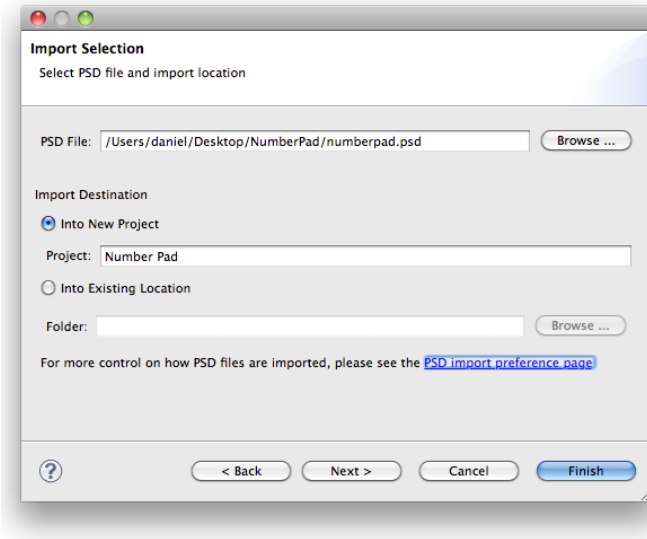 Import Selection
Select PSD file and import location
PSD File: /Users/daniel/Desktop/NumberPad/numberpad.psd Browse ...
Import Destination
Into New Project
Project: Number Pad
Into Existing Location
Folder: Browse ...
For more control on how PSD files are imported, please see the PSD import preference page
? < Back Next > Cancel Finish